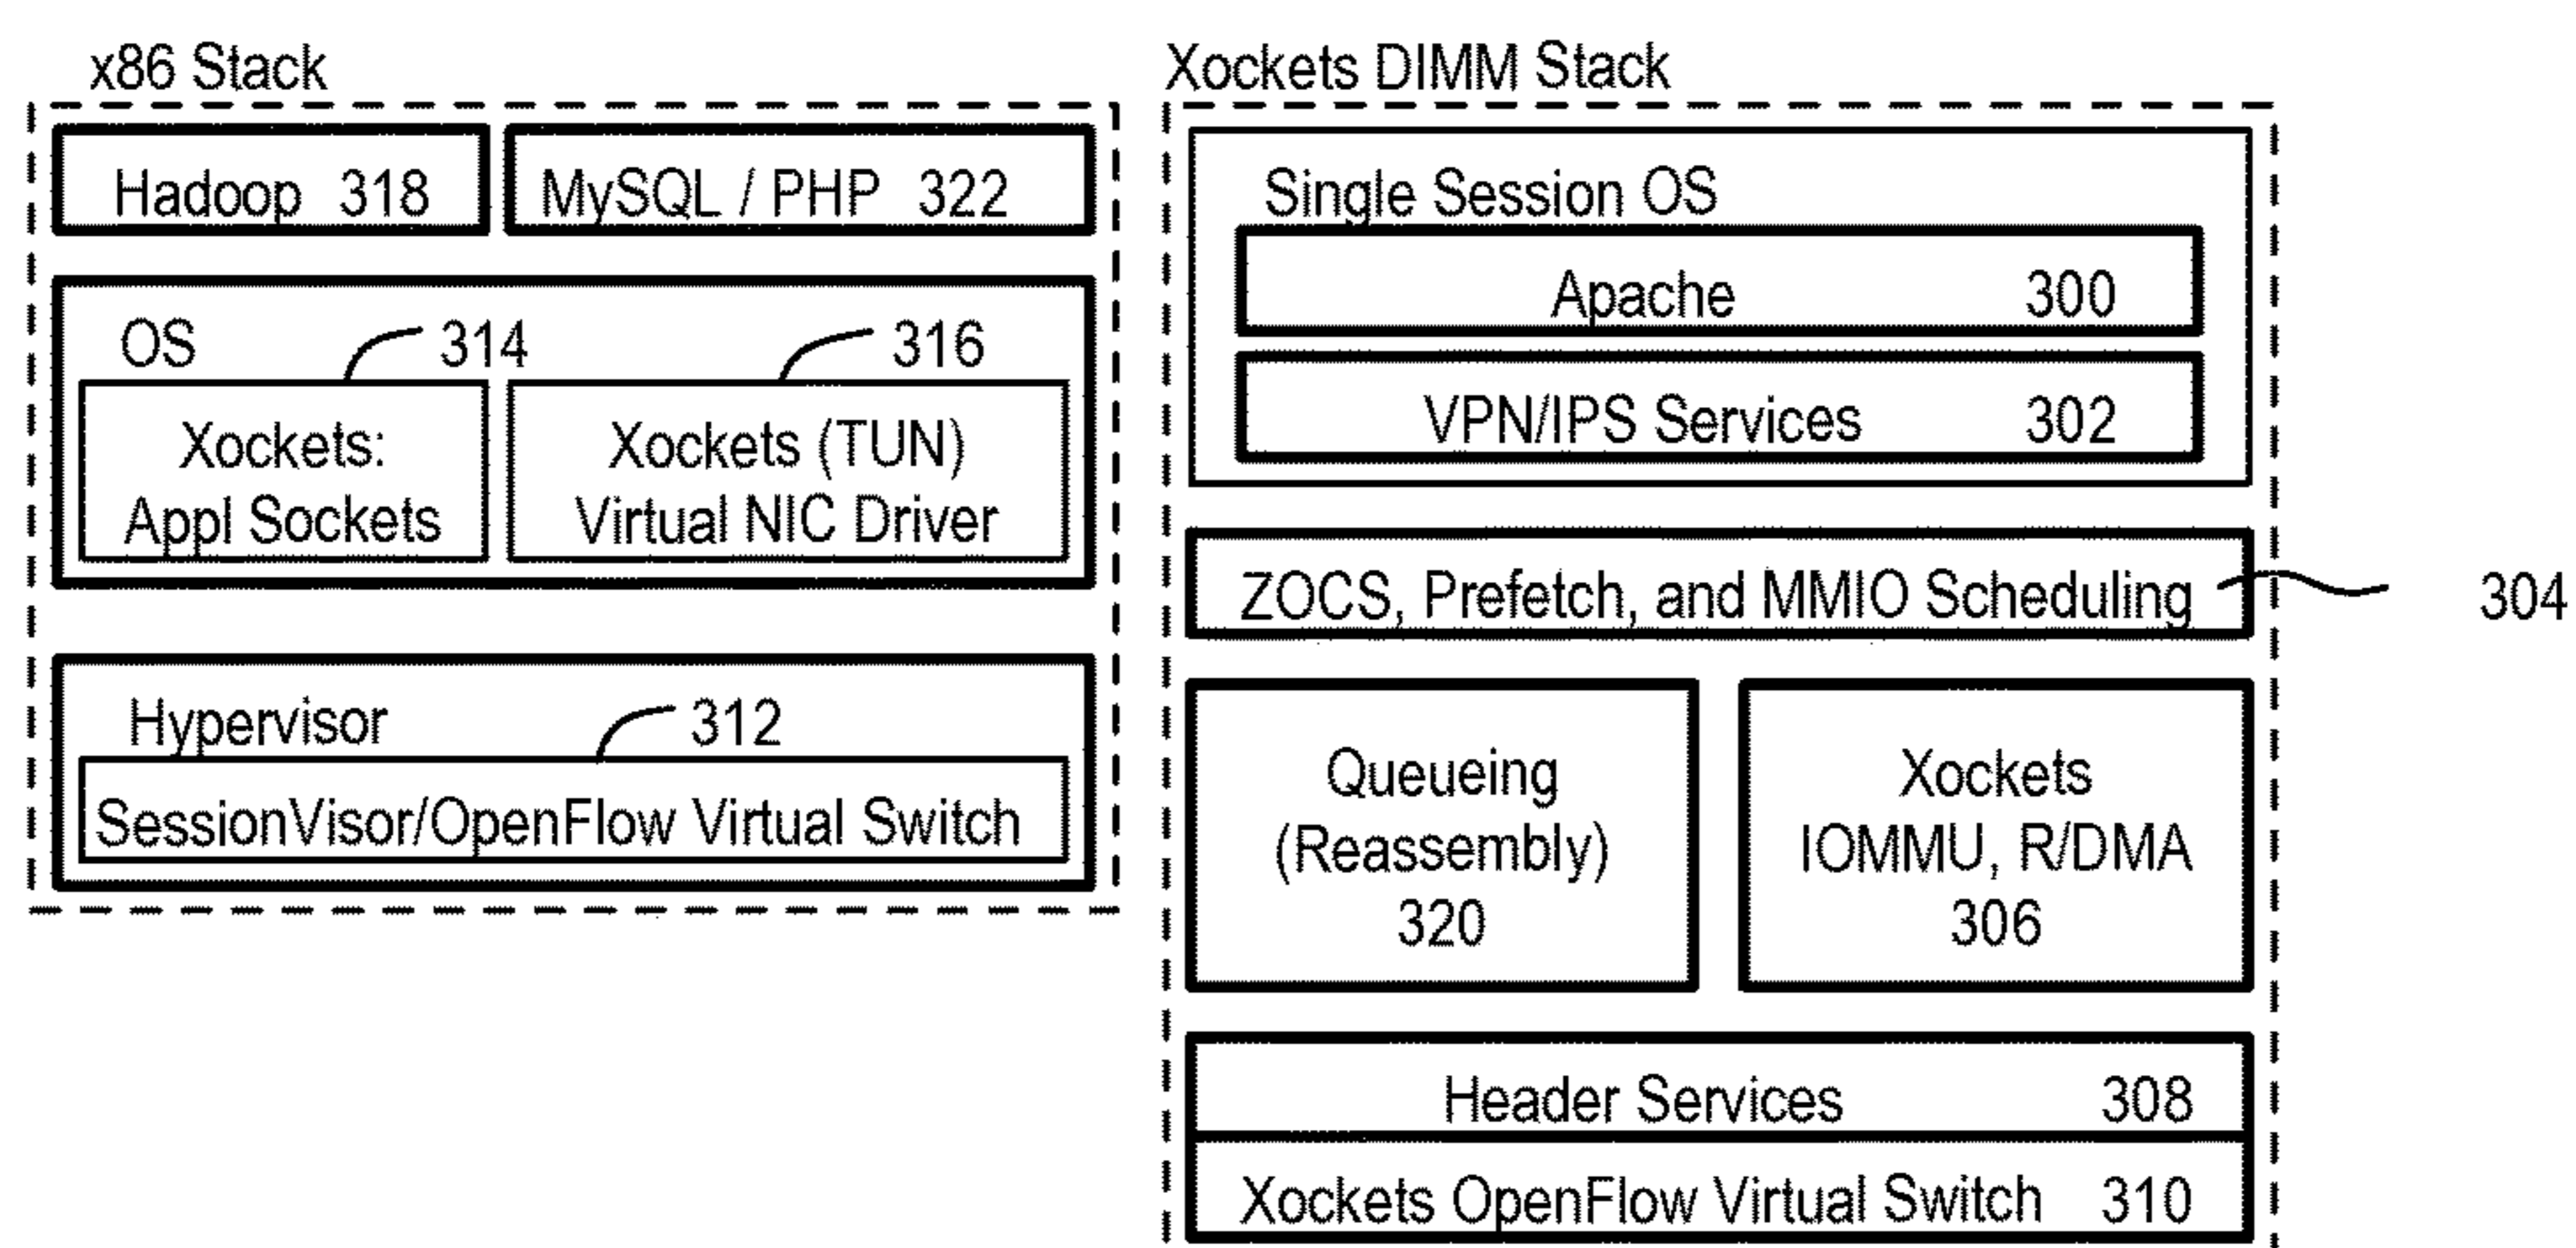 x86 Stack
Hadoop 318
MySQL / PHP 322
OS
314
316
Xockets:
Appl Sockets
Xockets (TUN)
Virtual NIC Driver
Hypervisor
312
SessionVisor/OpenFlow Virtual Switch
Xockets DIMM Stack
Single Session OS
Apache 300
VPN/IPS Services 302
ZOCS, Prefetch, and MMIO Scheduling
304
Queueing
(Reassembly)
320
Xockets
IOMMU, R/DMA
306
Header Services 308
Xockets OpenFlow Virtual Switch 310